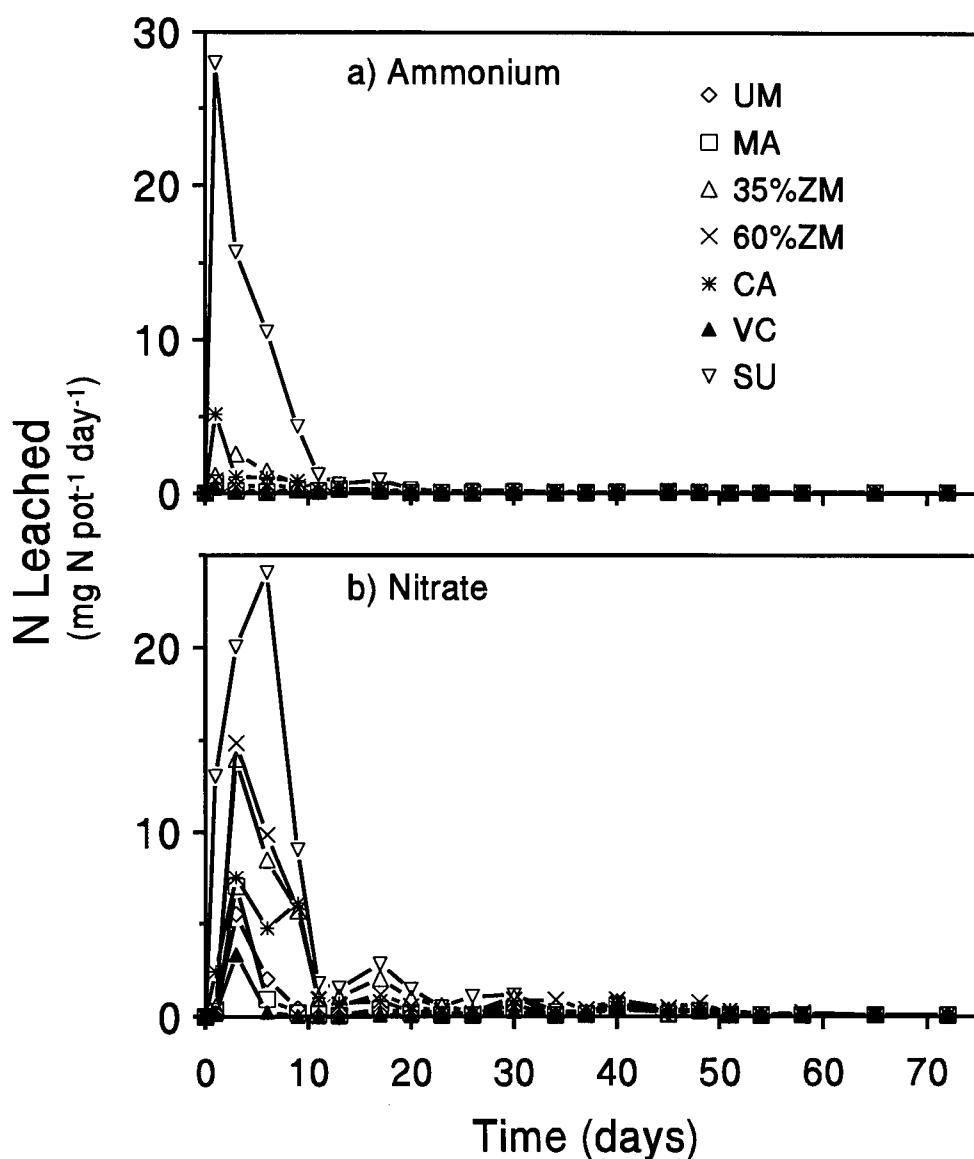 a) Ammonium
UM
MA
35%ZM
60%ZM
CA
VC
SU
30
20
10
0
N Leached
(mg N pot⁻¹ day⁻¹)
b) Nitrate
20
10
0
0 10 20 30 40 50 60 70
Time (days)